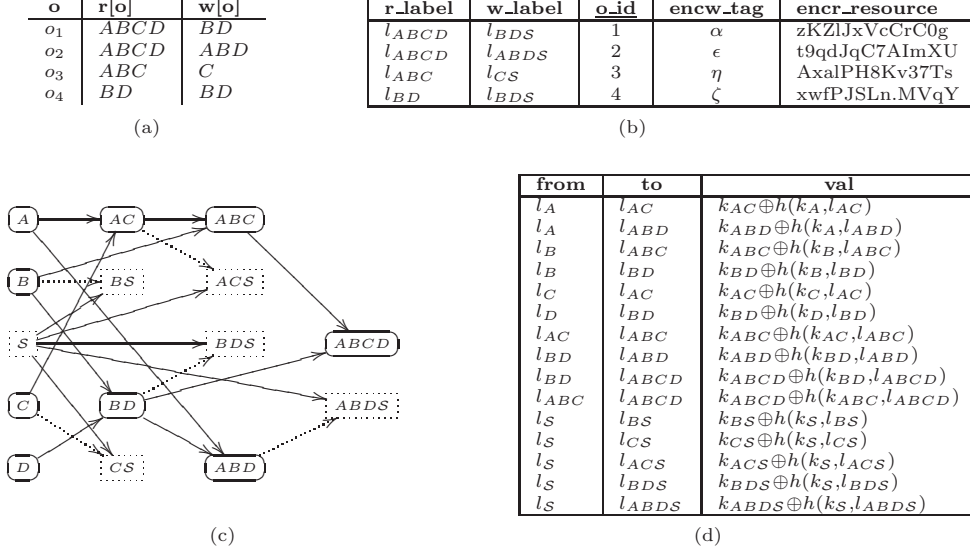 o r[o] w[o]
o1 ABCD BD
o2 ABCD ABD
o3 ABC C
o4 BD BD
(a)
r_label w_label o_id encw_tag encr_resource
lABCD lBDS 1 α zKZlJxVcCrC0g
lABCD lABDS 2 ϵ t9qdJqC7AImXU
lABC lCS 3 η AxalPH8Kv37Ts
lBD lBDS 4 ζ xwfPJSLn.MVqY
(b)
A AC ABC
B BS ACS
S BDS ABCD
C BD ABDS
D CS ABD
(c)
from to val
lA lAC kAC⊕h(kA,lAC)
lA lABD kABD⊕h(kA,lABD)
lB lABC kABC⊕h(kB,lABC)
lB lBD kBD⊕h(kB,lBD)
lC lAC kAC⊕h(kC,lAC)
lD lBD kBD⊕h(kD,lBD)
lAC lABC kABC⊕h(kAC,lABC)
lBD lABD kABD⊕h(kBD,lABD)
lBD lABCD kABCD⊕h(kBD,lABCD)
lABC lABCD kABCD⊕h(kABC,lABCD)
lS lBS kBS⊕h(kS,lBS)
lS lCS kCS⊕h(kS,lCS)
lS lACS kACS⊕h(kS,lACS)
lS lBDS kBDS⊕h(kS,lBDS)
lS lABDS kABDS⊕h(kS,lABDS)
(d)